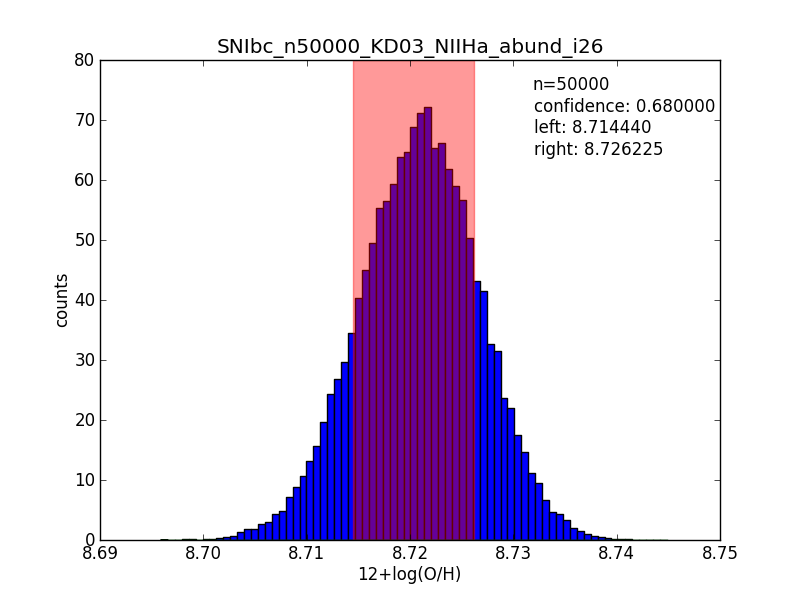 SNIbc_n50000_KD03_NIIHa_abund_i26
80
70
60
50
40
30
20
10
0
counts
n=50000
confidence: 0.680000
left: 8.714440
right: 8.726225
8.69 8.70 8.71 8.72 8.73 8.74 8.75
12+log(O/H)